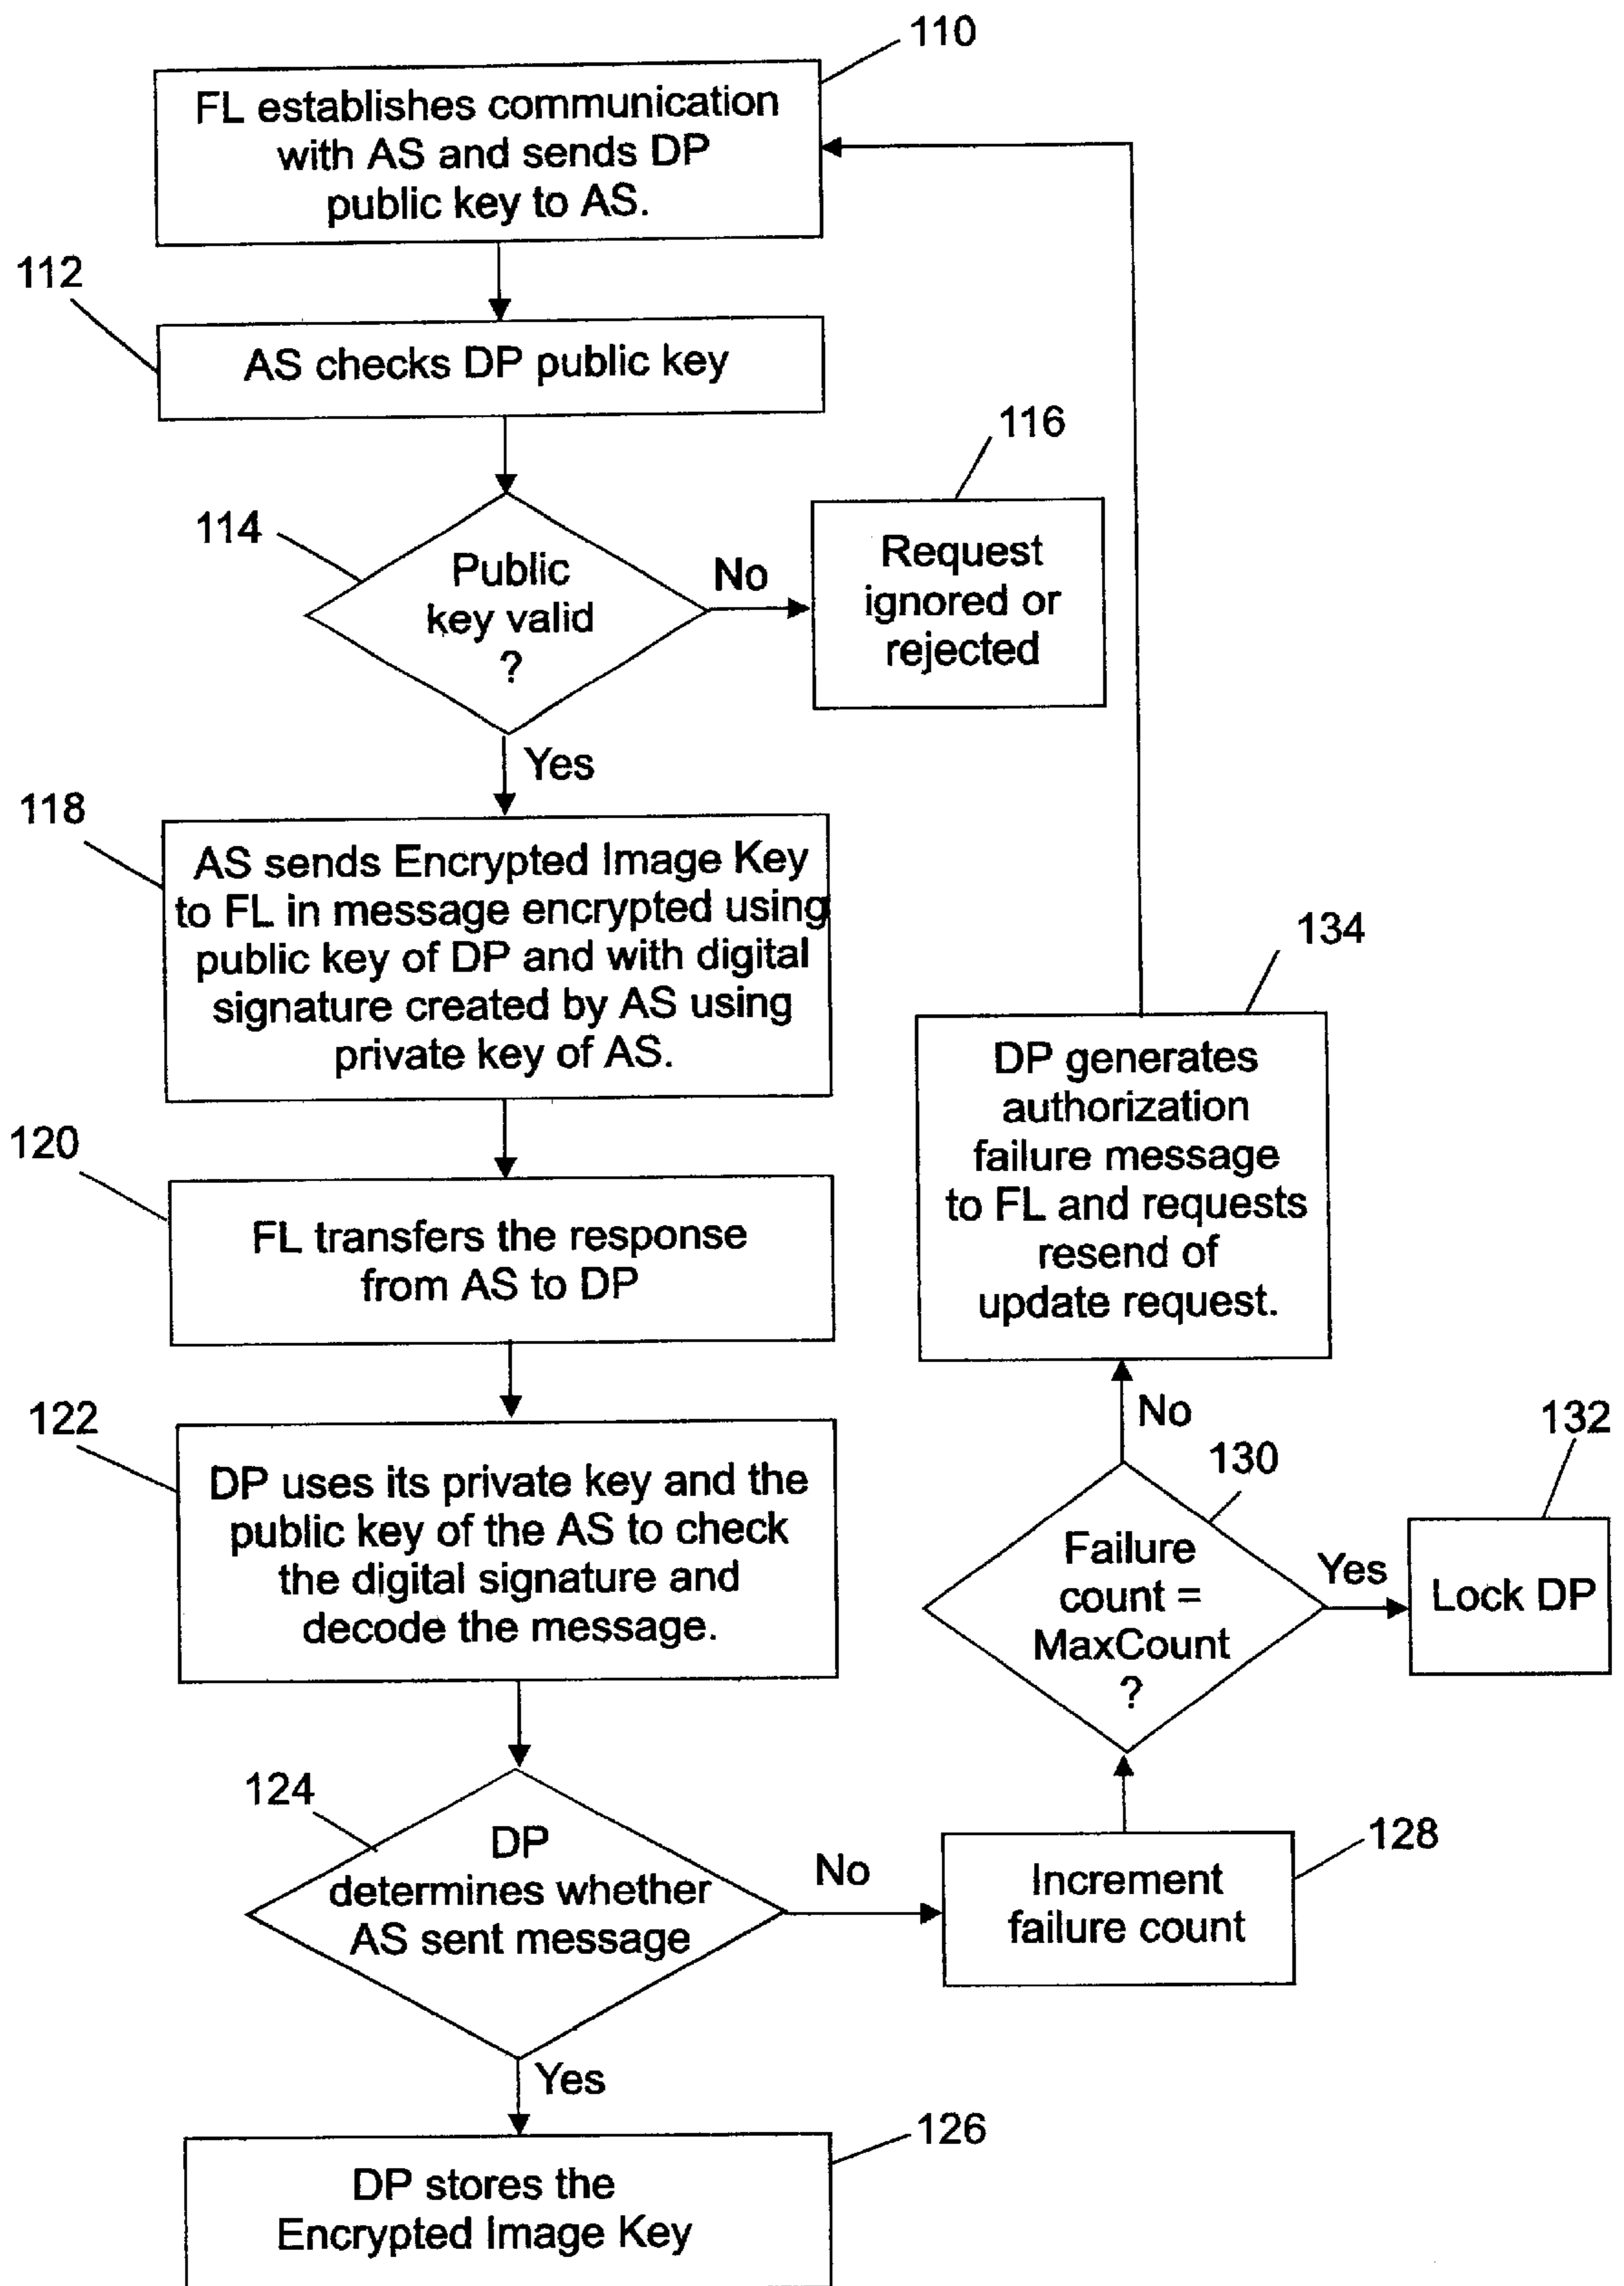 110
FL establishes communication
with AS and sends DP
public key to AS.
112
AS checks DP public key
116
114
Public
key valid
?
No
Request
ignored or
rejected
Yes
118
AS sends Encrypted Image Key
to FL in message encrypted using
public key of DP and with digital
signature created by AS using
private key of AS.
134
DP generates
authorization
failure message
to FL and requests
resend of
update request.
120
FL transfers the response
from AS to DP
122
DP uses its private key and the
public key of the AS to check
the digital signature and
decode the message.
No
130
132
Failure
count =
MaxCount
?
Yes
Lock DP
124
DP
determines whether
AS sent message
No
128
Increment
failure count
Yes
126
DP stores the
Encrypted Image Key